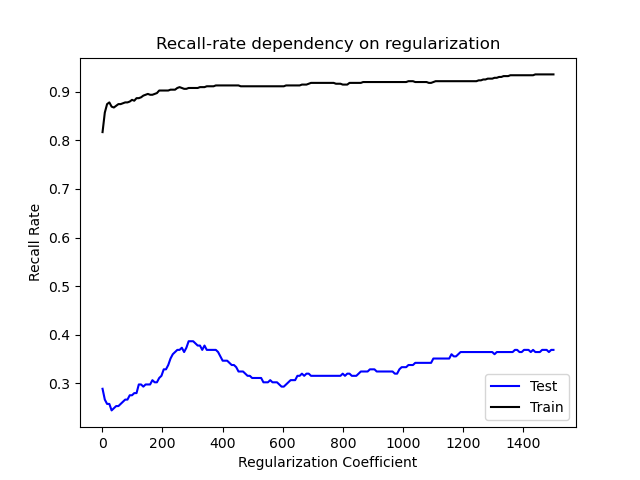 Recall-rate dependency on regularization
Recall Rate
0.9
0.8
0.7
0.6
0.5
0.4
0.3
0 200 400 600 800 1000 1200 1400
Regularization Coefficient
Test
Train